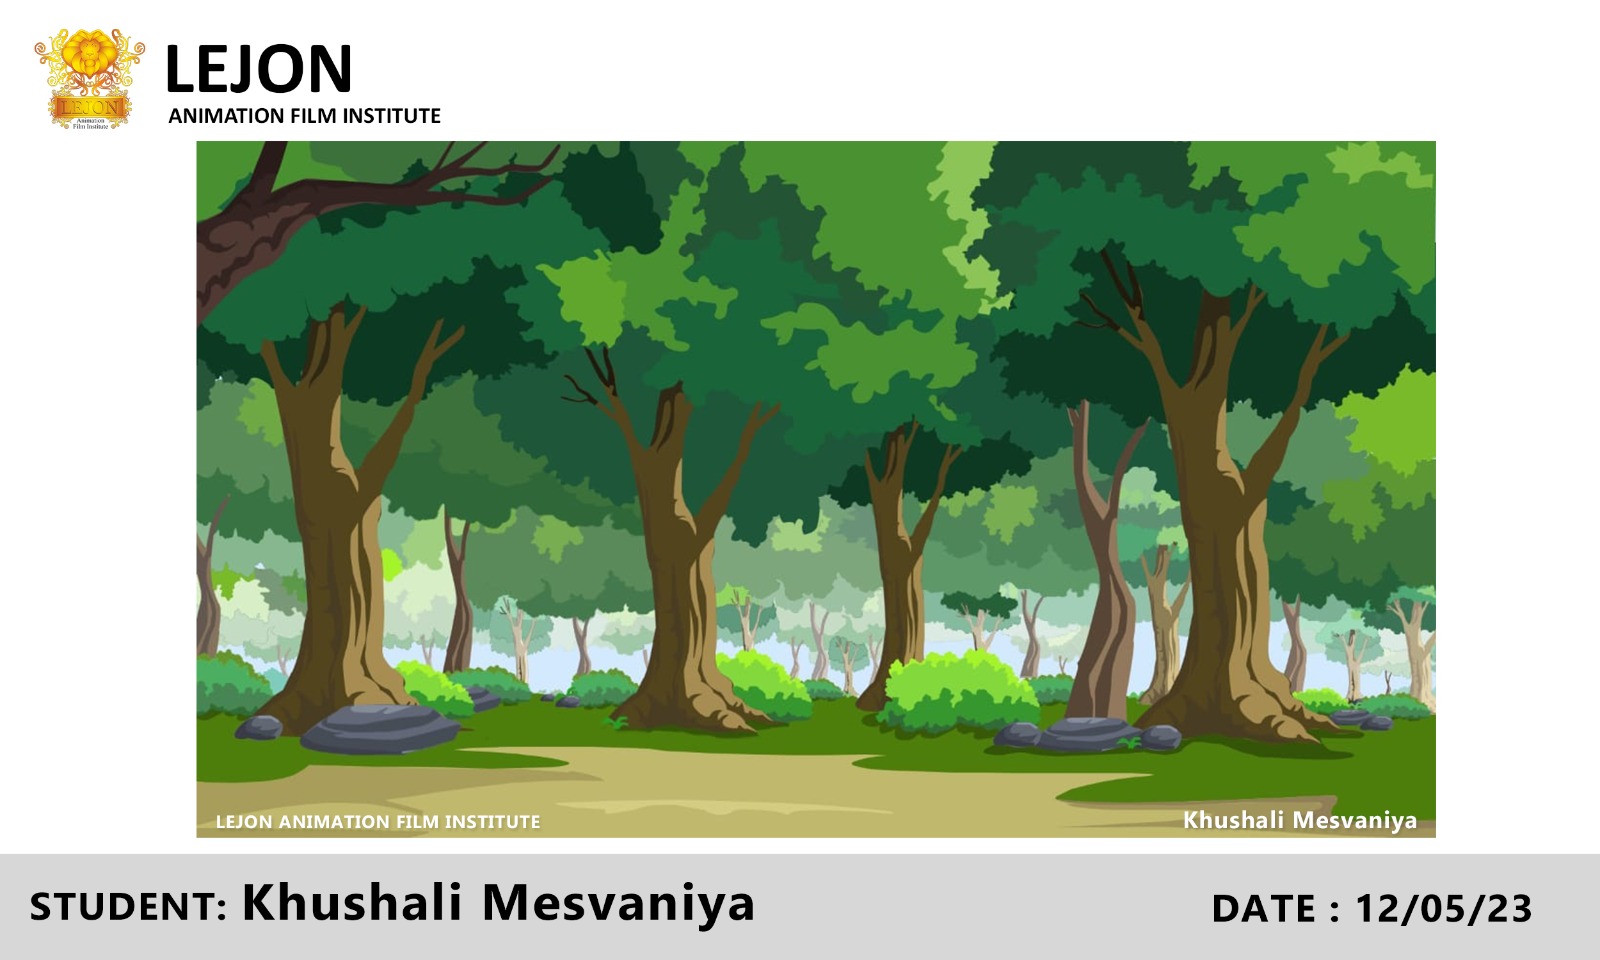 LEJON
ANIMATION FILM INSTITUTE
LEJON
Animation
Film Institute
LEJON ANIMATION FILM INSTITUTE
Khushali Mesvaniya
STUDENT: Khushali Mesvaniya
DATE : 12/05/23